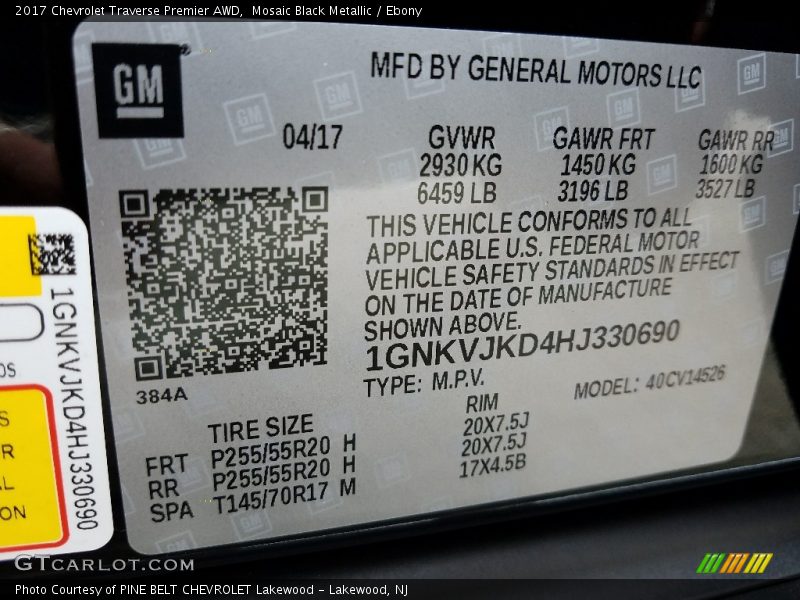 2017 Chevrolet Traverse Premier AWD,  Mosaic Black Metallic / Ebony
GM
MFD BY GENERAL MOTORS LLC
04/17
GVWR GAWR FRT GAWR RR
2930 KG 1450 KG 1600 KG
6459 LB 3196 LB 3527 LB
THIS VEHICLE CONFORMS TO ALL
APPLICABLE U.S. FEDERAL MOTOR
VEHICLE SAFETY STANDARDS IN EFFECT
ON THE DATE OF MANUFACTURE
SHOWN ABOVE.
1GNKVJKD4HJ330690
TYPE: M.P.V. MODEL: 40CV14526
384A
TIRE SIZE RIM
FRT P255/55R20 H 20X7.5J
RR P255/55R20 H 20X7.5J
SPA T145/70R17 M 17X4.5B
1GNKVJKD4HJ330690
GTCARLOT.COM
Photo Courtesy of PINE BELT CHEVROLET Lakewood - Lakewood, NJ